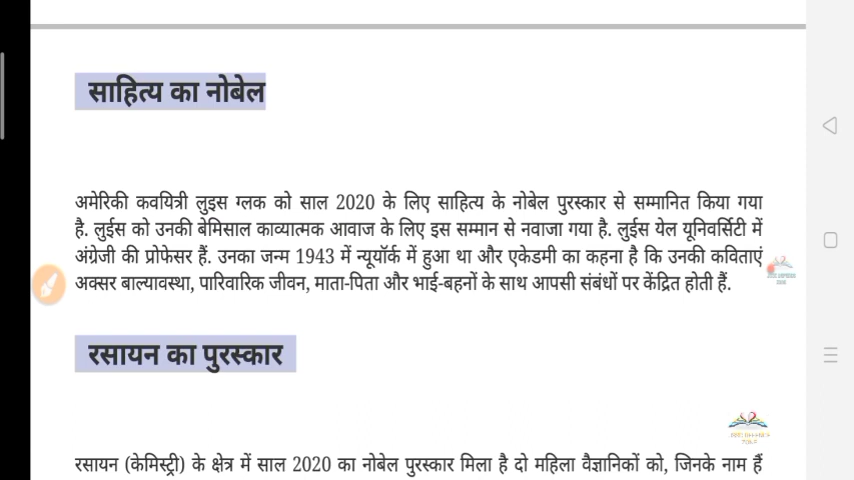 साहित्य का नोबेल
अमेरिकी कवयित्री लुइस ग्लक को साल 2020 के लिए साहित्य के नोबेल पुरस्कार से सम्मानित किया गया
है. लुईस को उनकी बेमिसाल काव्यात्मक आवाज के लिए इस सम्मान से नवाजा गया है. लुईस येल यूनिवर्सिटी में
अंग्रेजी की प्रोफेसर हैं. उनका जन्म 1943 में न्यूयॉर्क में हुआ था और एकेडमी का कहना है कि उनकी कविताएं
अक्सर बाल्यावस्था, पारिवारिक जीवन, माता-पिता और भाई-बहनों के साथ आपसी संबंधों पर केंद्रित होती हैं.
रसायन का पुरस्कार
रसायन (केमिस्ट्री) के क्षेत्र में साल 2020 का नोबेल पुरस्कार मिला है दो महिला वैज्ञानिकों को, जिनके नाम हैं